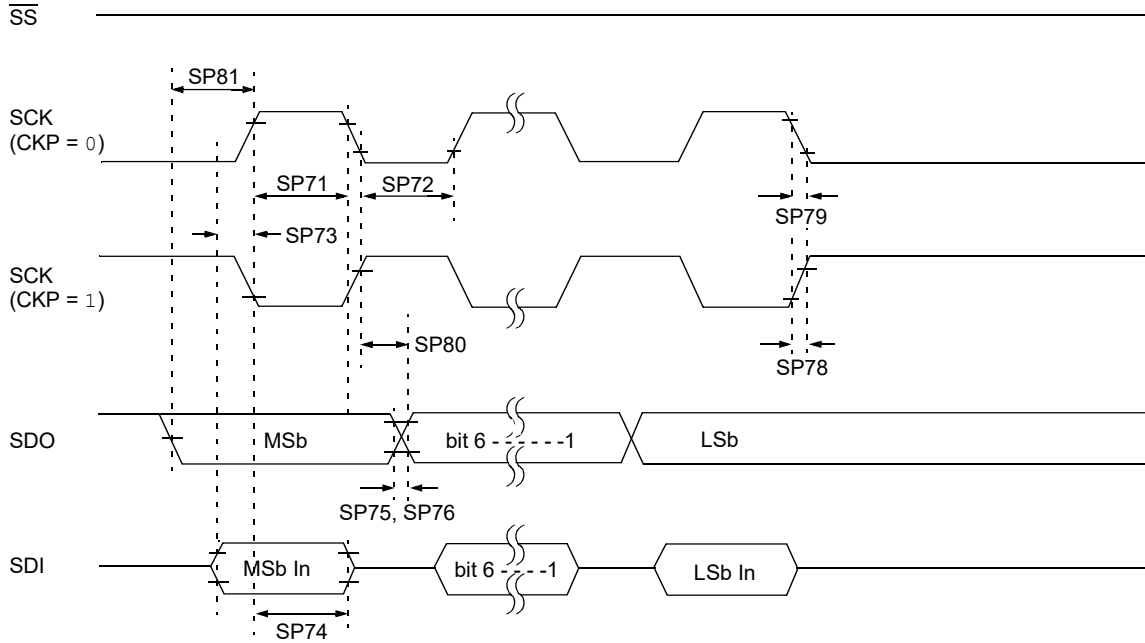 SS
SP81
SCK
(CKP = 0)
SP71
SP72
SP79
SP73
SCK
(CKP = 1)
SP80
SP78
SDO
MSb
bit 6 - - - - - - -1
LSb
SP75, SP76
SDI
MSb In
bit 6 - - - - -1
LSb In
SP74